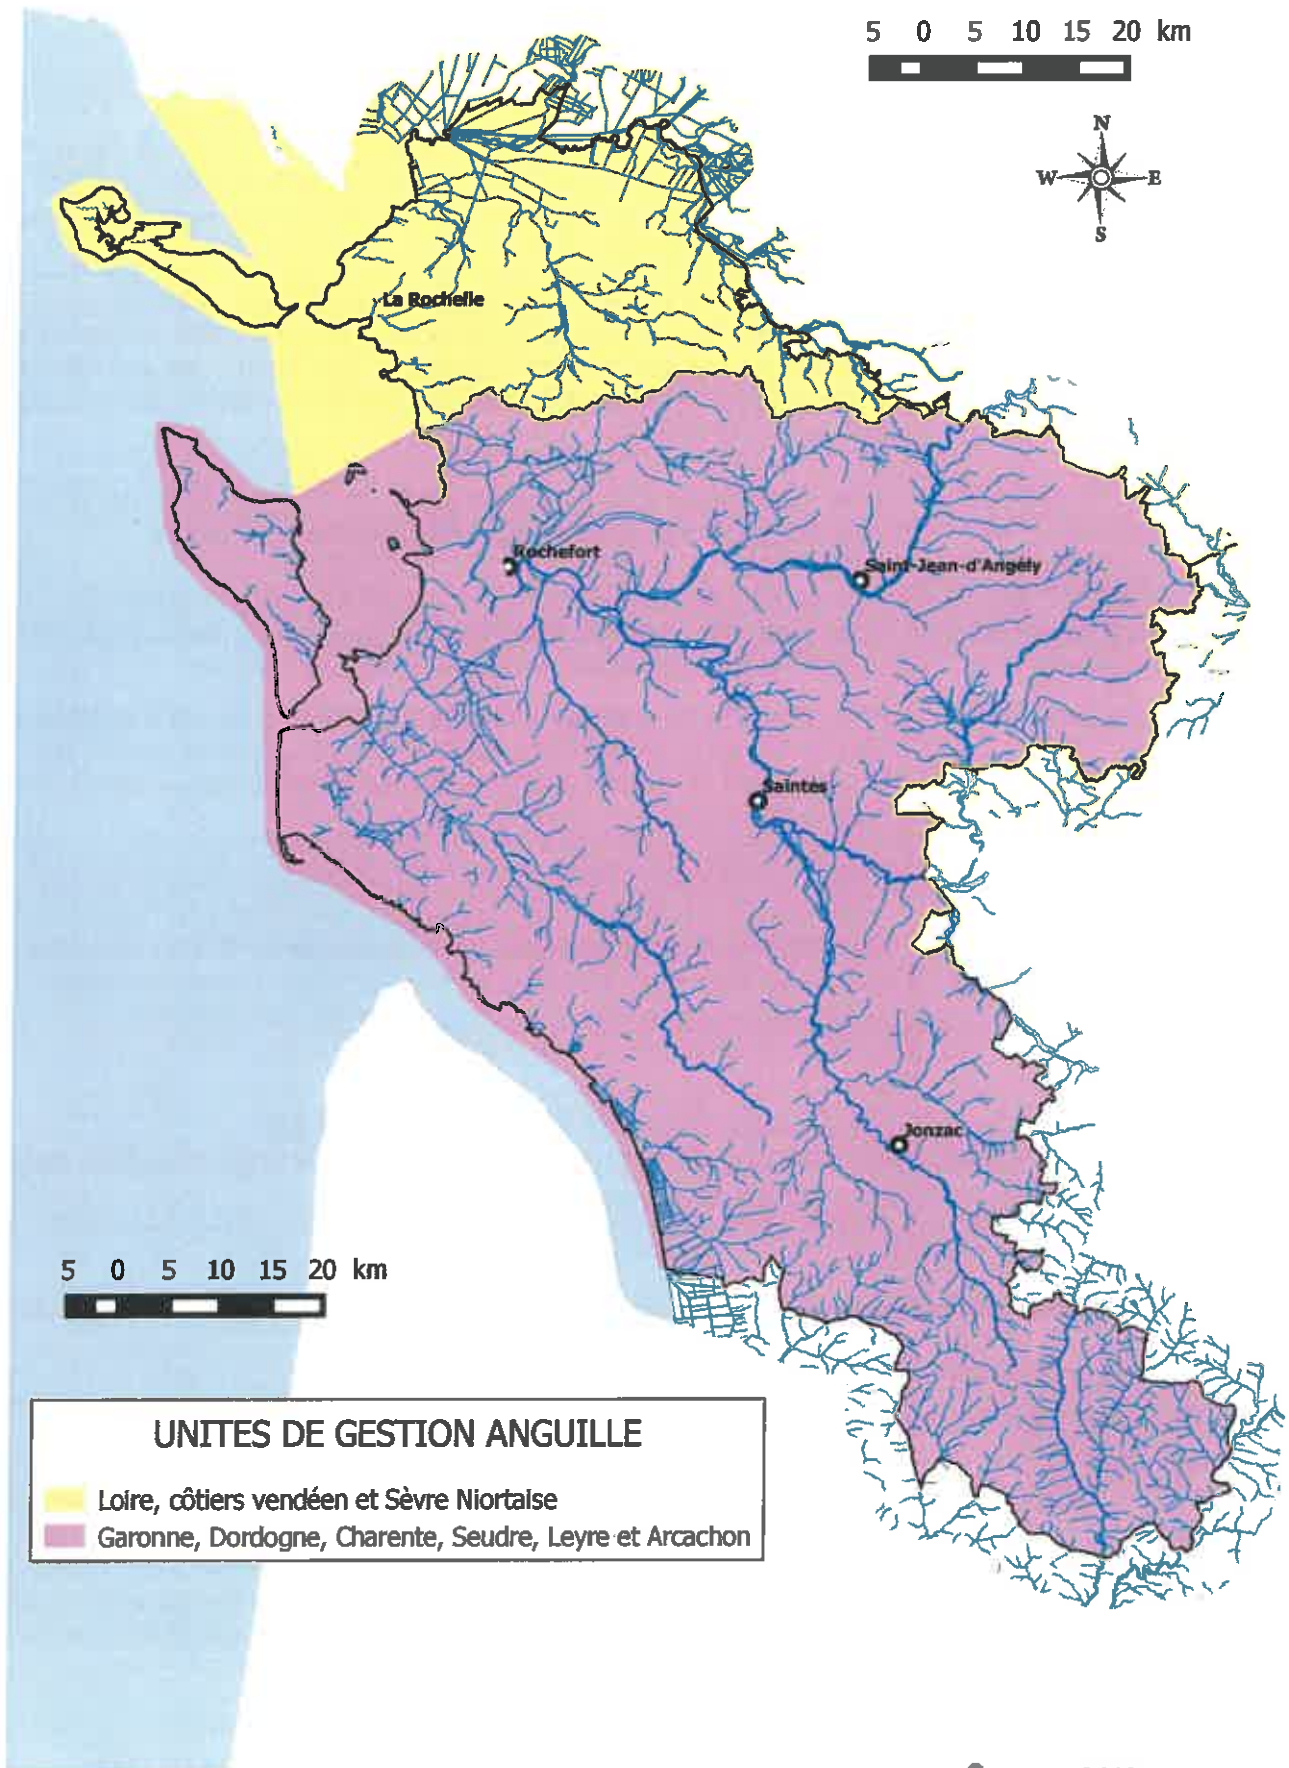 5 0 5 10 15 20 km
N
W E
S
La Rochelle
Rochefort
Saint-Jean-d'Angély
Saintes
Jonzac
5 0 5 10 15 20 km
UNITES DE GESTION ANGUILLE
Loire, côtiers vendéen et Sèvre Niortaise
Garonne, Dordogne, Charente, Seudre, Leyre et Arcachon